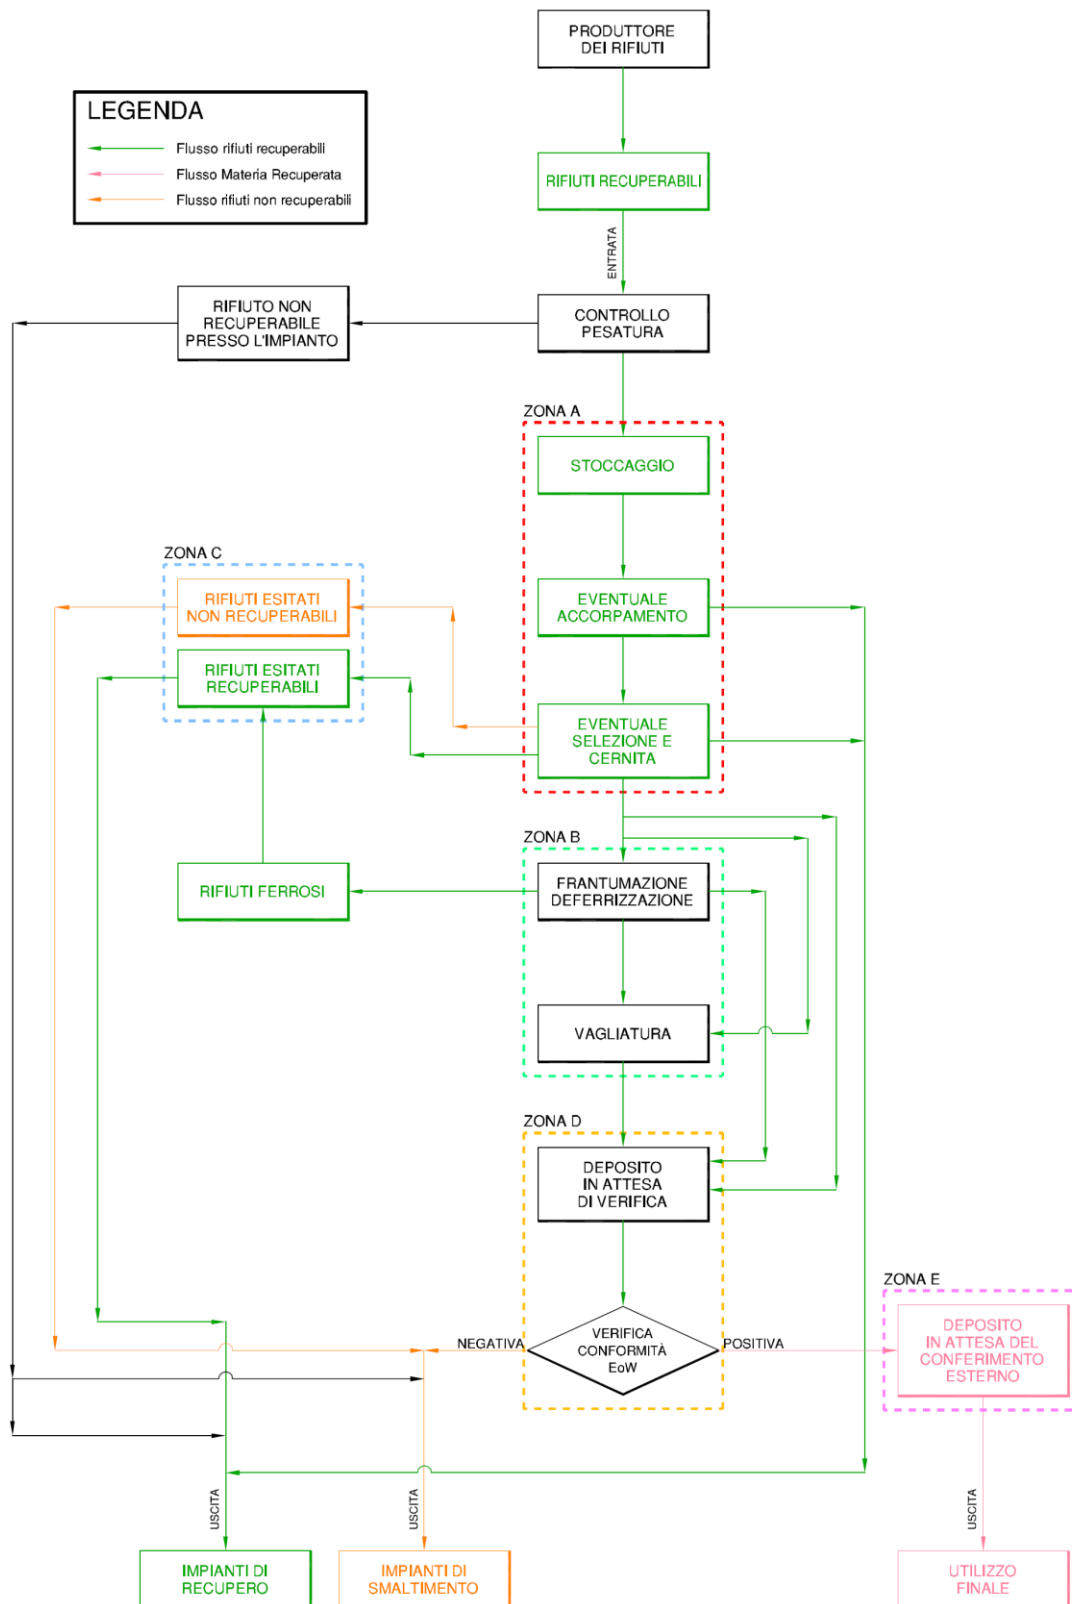 PRODUTTORE
DEI RIFIUTI
LEGENDA
Flusso rifiuti recuperabili
Flusso Materia Recuperata
Flusso rifiuti non recuperabili
RIFIUTI RECUPERABILI
ENTRATA
RIFIUTO NON
RECUPERABILE
PRESSO L'IMPIANTO
CONTROLLO
PESATURA
ZONA A
STOCCAGGIO
ZONA C
RIFIUTI ESITATI
NON RECUPERABILI
EVENTUALE
ACCORPAMENTO
RIFIUTI ESITATI
RECUPERABILI
EVENTUALE
SELEZIONE E
CERNITA
ZONA B
RIFIUTI FERROSI
FRANTUMAZIONE
DEFERRIZZAZIONE
VAGLIATURA
ZONA D
DEPOSITO
IN ATTESA
DI VERIFICA
ZONA E
NEGATIVA
VERIFICA
CONFORMITÀ
EoW
POSITIVA
DEPOSITO
IN ATTESA DEL
CONFERIMENTO
ESTERNO
USCITA
USCITA
USCITA
IMPIANTI DI
RECUPERO
IMPIANTI DI
SMALTIMENTO
UTILIZZO
FINALE